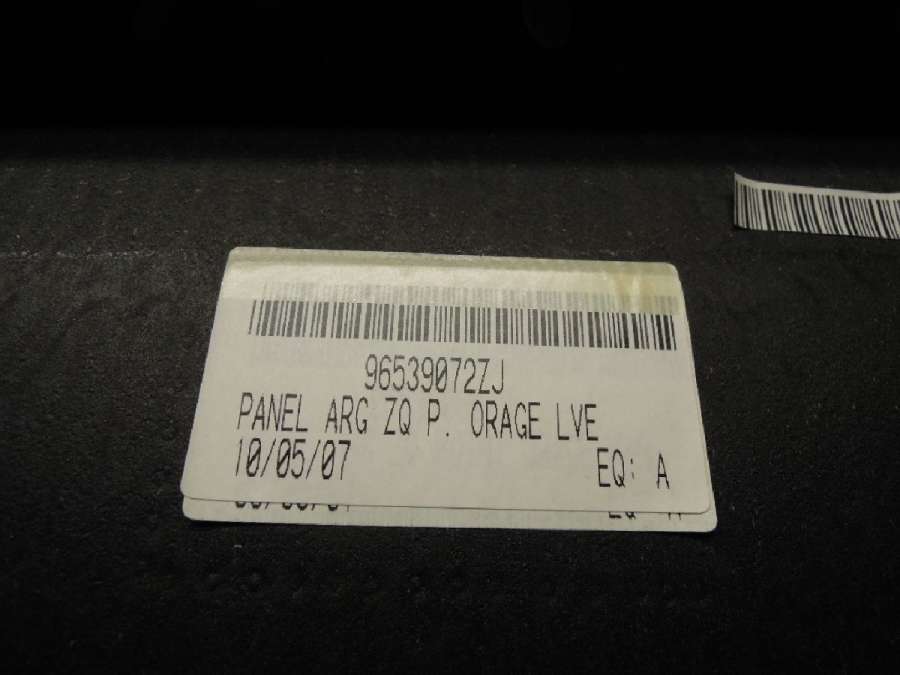 96539072ZJ
PANEL ARG ZQ P. ORAGE LVE
10/05/07 EQ: A